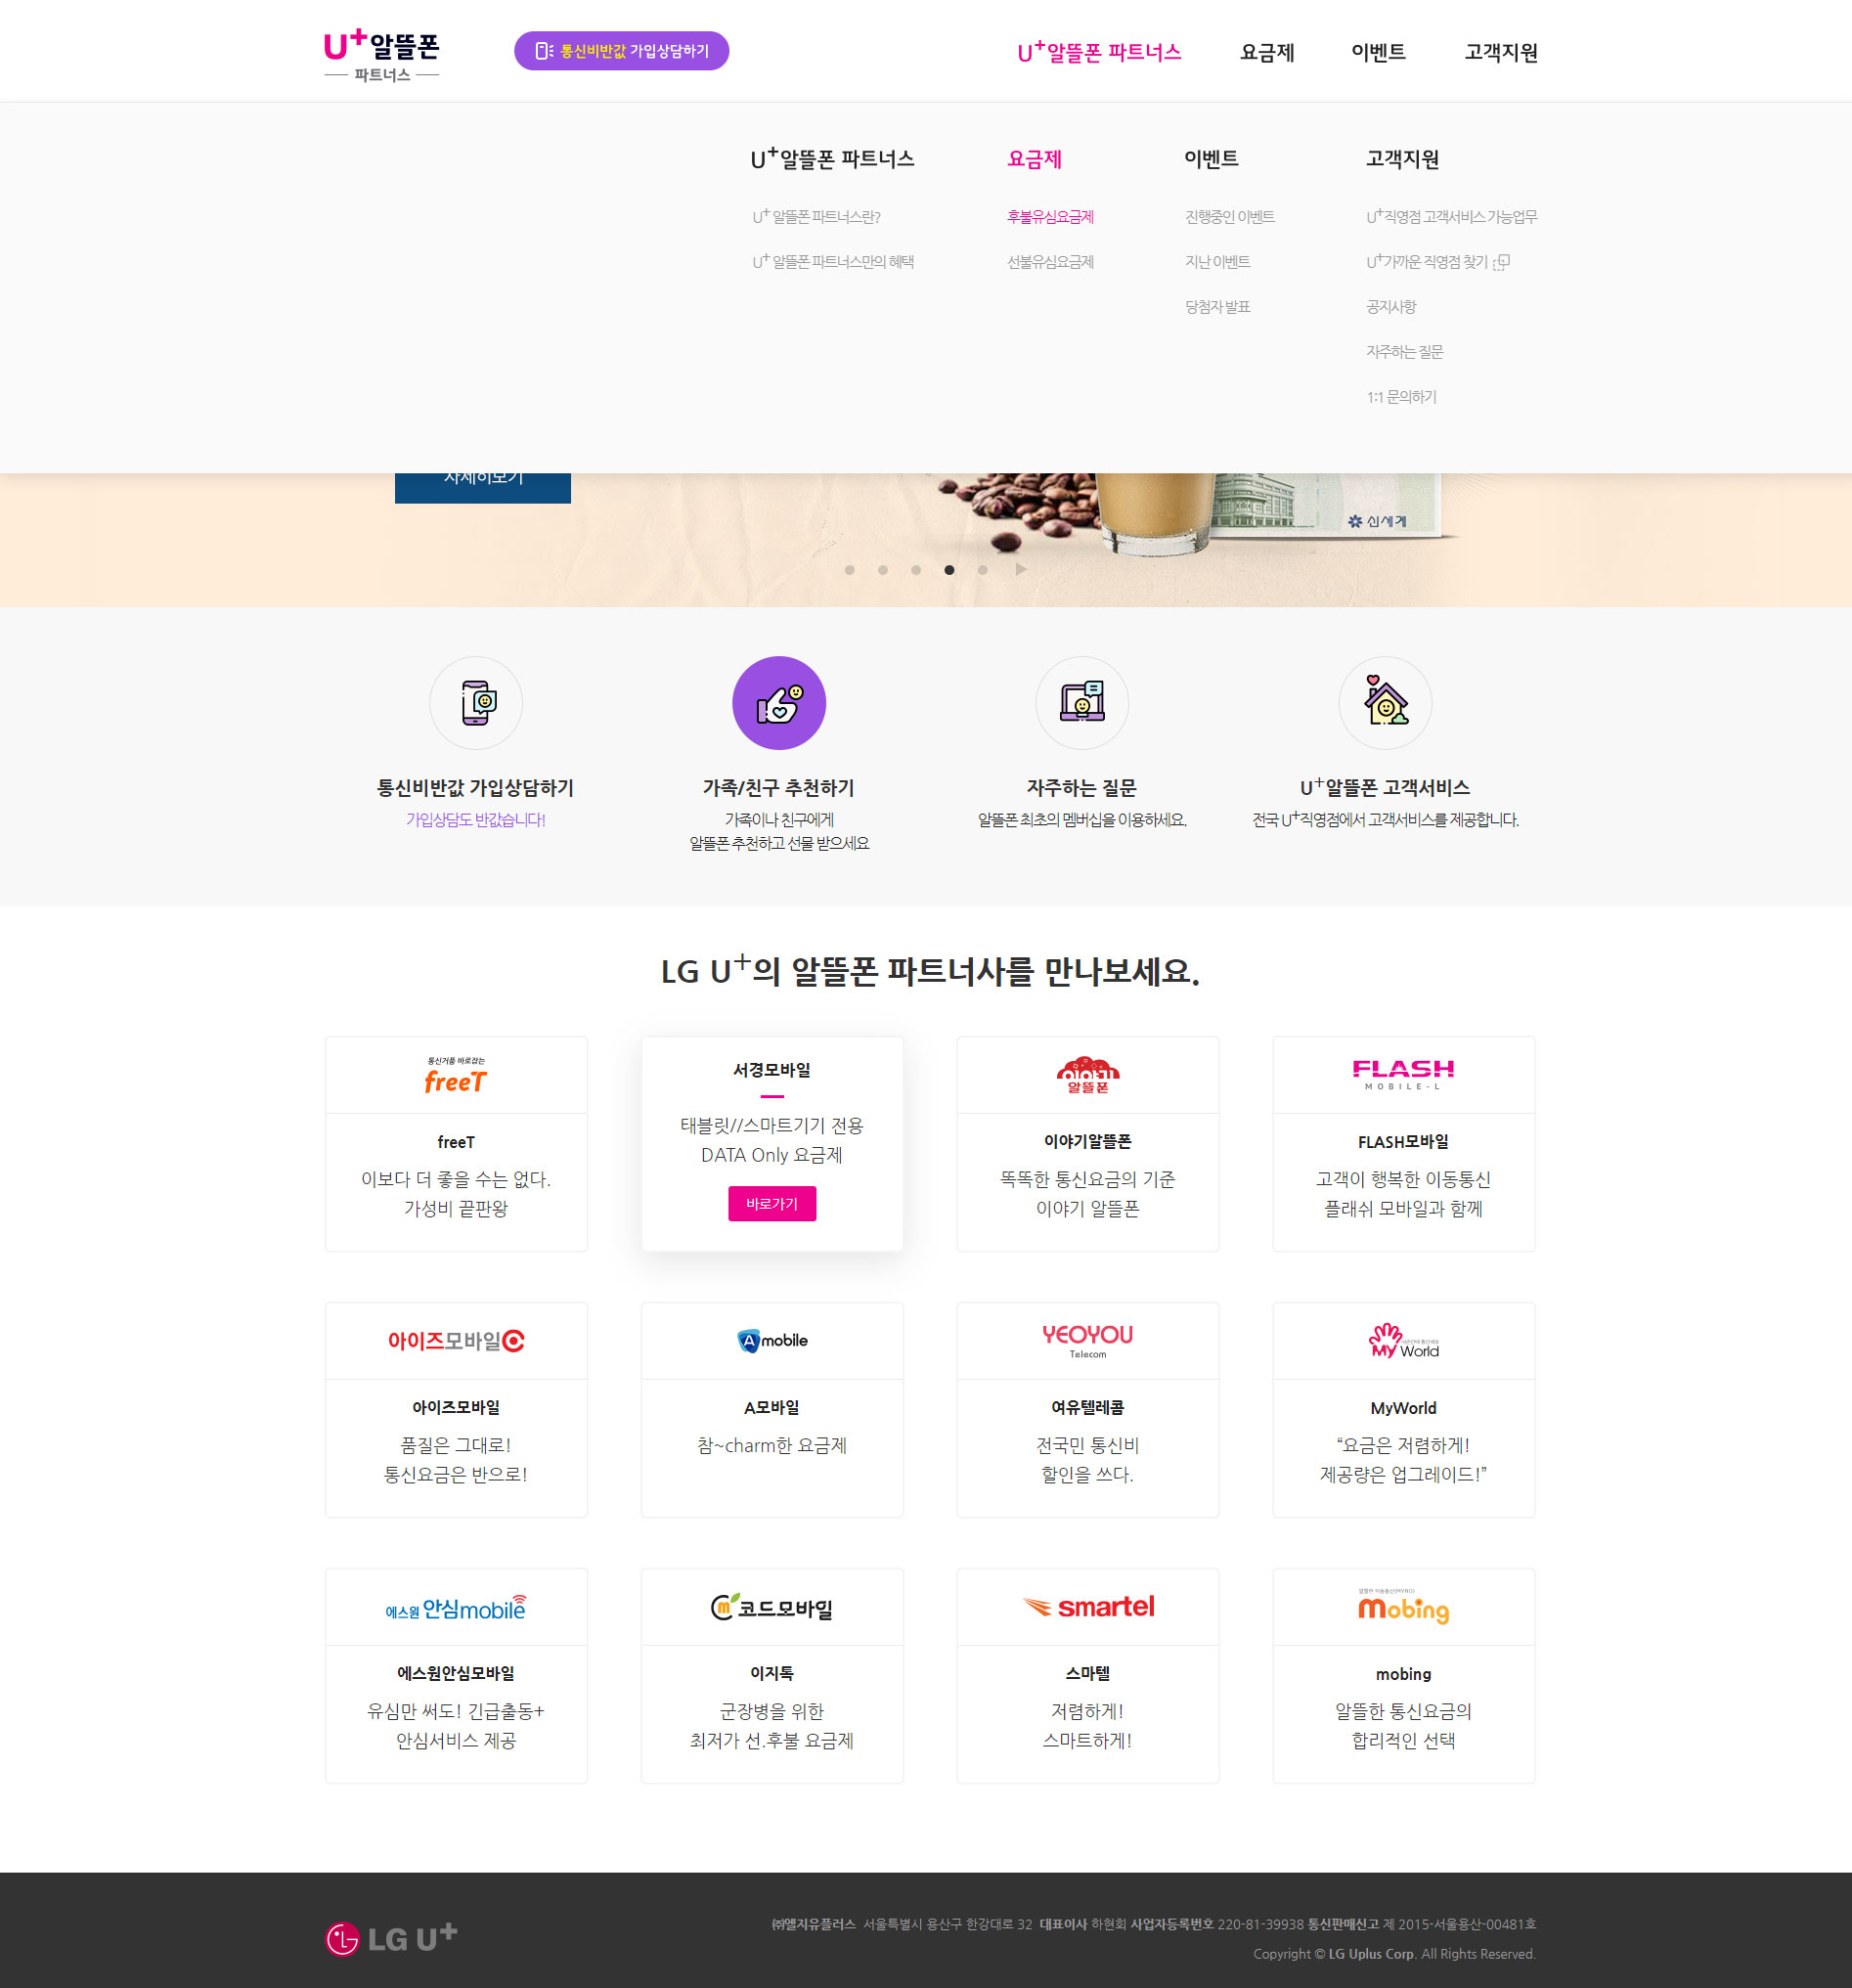 U+알뜰폰
파트너스
통신비반값 가입상담하기
U+알뜰폰 파트너스
요금제
이벤트
고객지원
U+알뜰폰 파트너스
U+ 알뜰폰 파트너스란?
U+ 알뜰폰 파트너스만의 혜택
요금제
후불유심요금제
선불유심요금제
이벤트
진행중인 이벤트
지난 이벤트
당첨자 발표
고객지원
U+직영점 고객서비스 가능업무
U+가까운 직영점 찾기
공지사항
자주하는 질문
1:1 문의하기
자세히보기
신세계
통신비반값 가입상담하기
가입상담도 반값습니다!
가족/친구 추천하기
가족이나 친구에게
알뜰폰 추천하고 선물 받으세요
자주하는 질문
알뜰폰 최초의 멤버십을 이용하세요.
U+알뜰폰 고객서비스
전국 U+직영점에서 고객서비스를 제공합니다.
LG U+의 알뜰폰 파트너사를 만나보세요.
통신거품 바로잡는
freeT
freeT
이보다 더 좋을 수는 없다.
가성비 끝판왕
서경모바일
태블릿//스마트기기 전용
DATA Only 요금제
바로가기
이야기
알뜰폰
이야기알뜰폰
똑똑한 통신요금의 기준
이야기 알뜰폰
FLASH
MOBILE-L
FLASH모바일
고객이 행복한 이동통신
플래쉬 모바일과 함께
아이즈모바일
아이즈모바일
품질은 그대로!
통신요금은 반으로!
A mobile
A모바일
참~charm한 요금제
YEOYOU
Telecom
여유텔레콤
전국민 통신비
할인을 쓰다.
MY World
MyWorld
“요금은 저렴하게!
제공량은 업그레이드!”
에스원 안심mobile
에스원안심모바일
유심만 써도! 긴급출동+
안심서비스 제공
m 코드모바일
이지톡
군장병을 위한
최저가 선.후불 요금제
smartel
스마텔
저렴하게!
스마트하게!
알뜰한 이동통신(MVNO)
mobing
mobing
알뜰한 통신요금의
합리적인 선택
LG U+
㈜엘지유플러스 서울특별시 용산구 한강대로 32 대표이사 하현회 사업자등록번호 220-81-39938 통신판매신고 제 2015-서울용산-00481호
Copyright © LG Uplus Corp. All Rights Reserved.